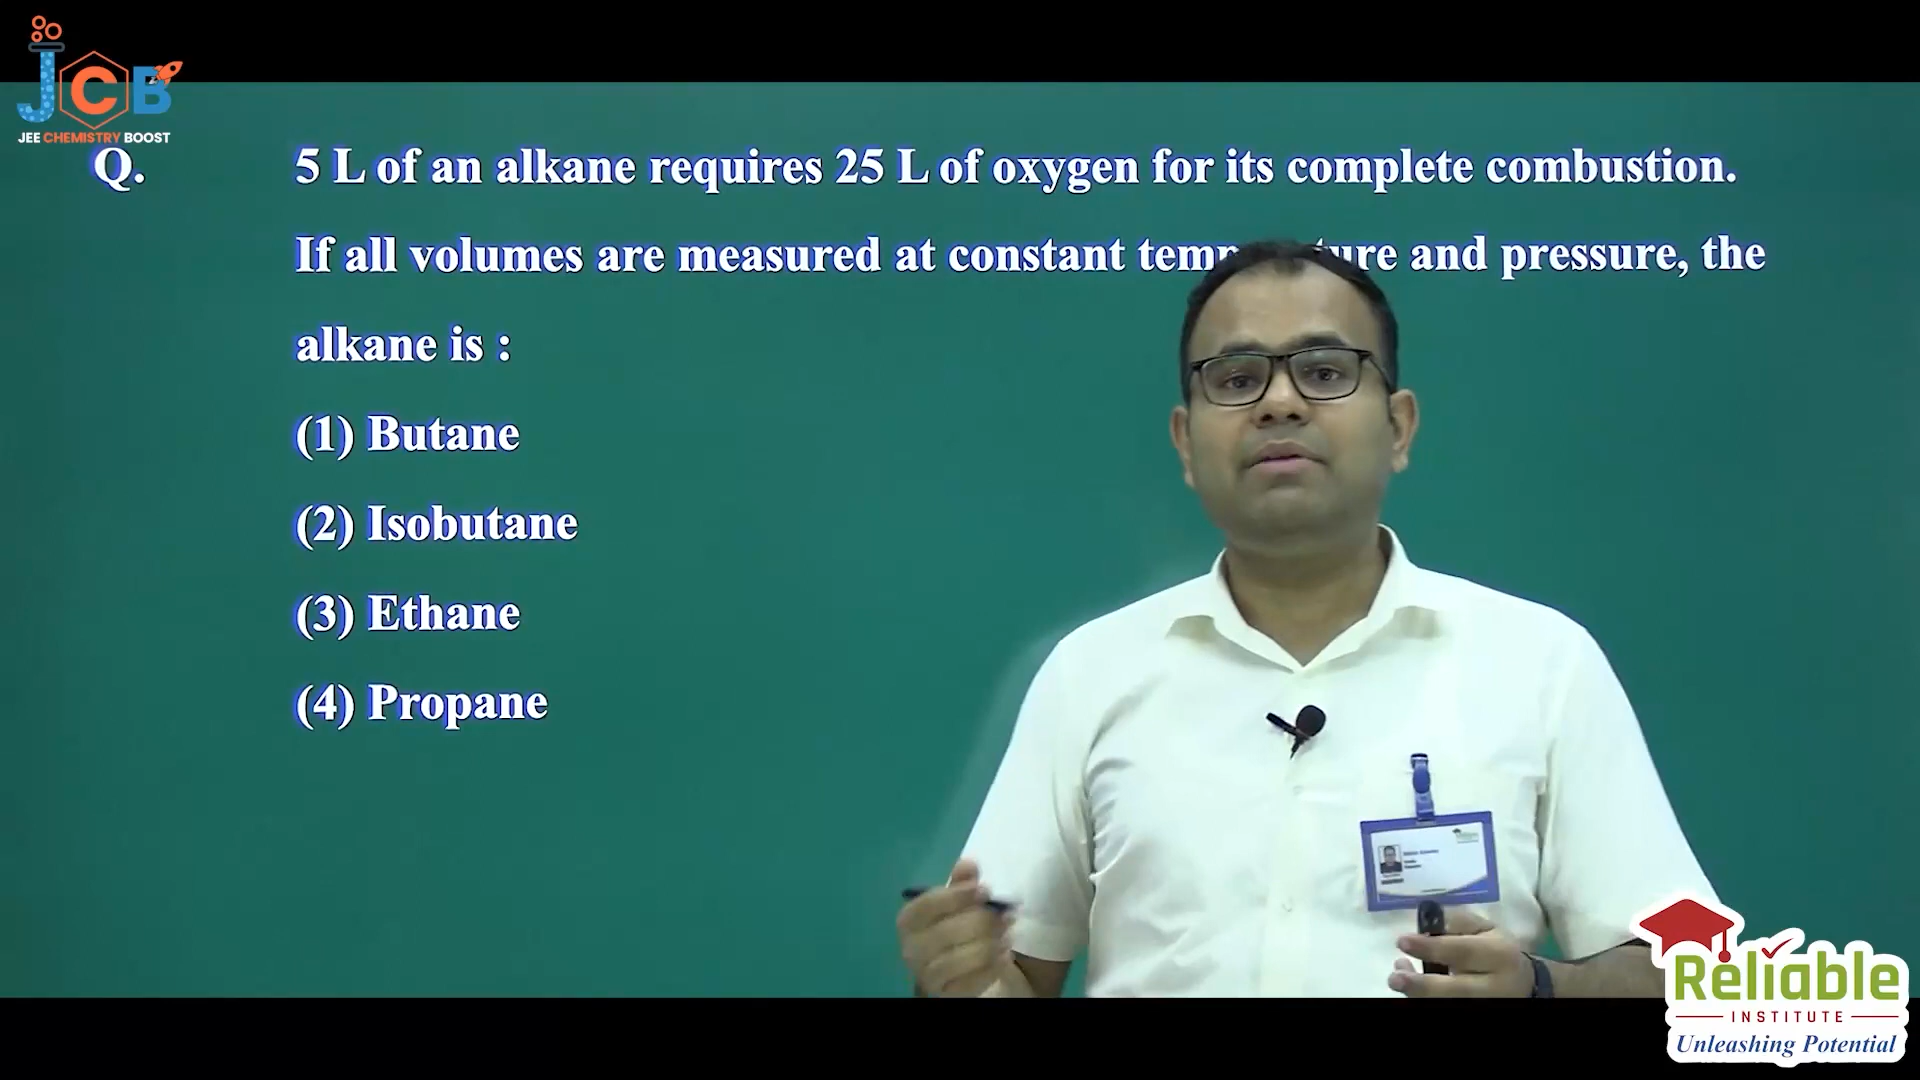 JCB
JEE CHEMISTRY BOOST
Q. 5 L of an alkane requires 25 L of oxygen for its complete combustion.
If all volumes are measured at constant ure and pressure, the
alkane is :
(1) Butane
(2) Isobutane
(3) Ethane
(4) Propane
Reliable
INSTITUTE
Unleashing Potential